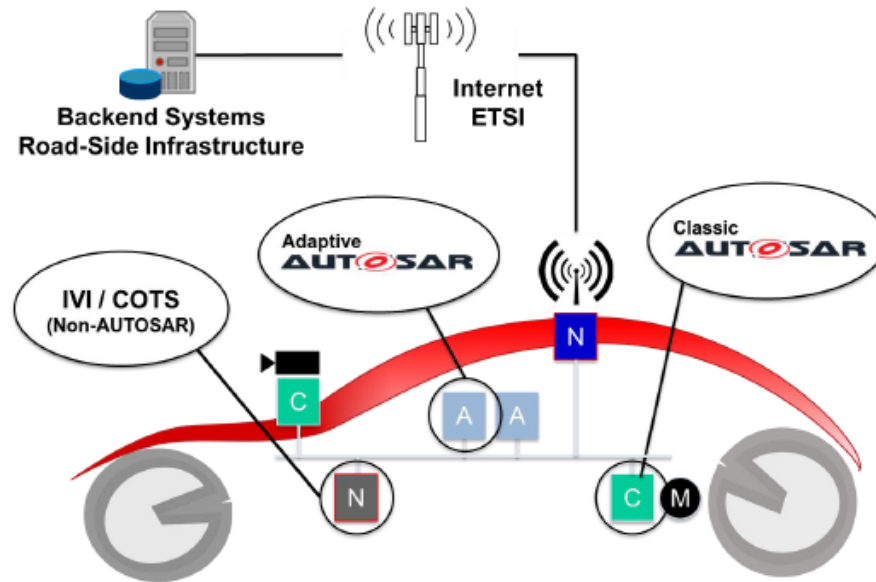 Backend Systems
Road-Side Infrastructure
Internet
ETSI
Adaptive
AUTOSAR
Classic
AUTOSAR
IVI / COTS
(Non-AUTOSAR)
N
C
A
A
N
C
M